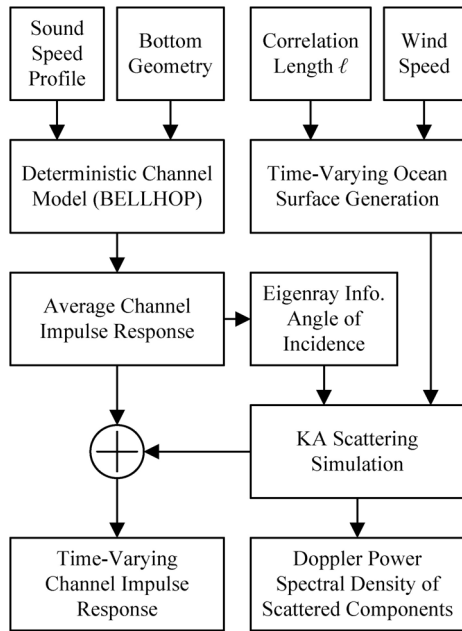 Sound
Speed
Profile
Bottom
Geometry
Correlation
Length ℓ
Wind
Speed
Deterministic Channel
Model (BELLHOP)
Time-Varying Ocean
Surface Generation
Average Channel
Impulse Response
Eigenray Info.
Angle of
Incidence
KA Scattering
Simulation
Time-Varying
Channel Impulse
Response
Doppler Power
Spectral Density of
Scattered Components